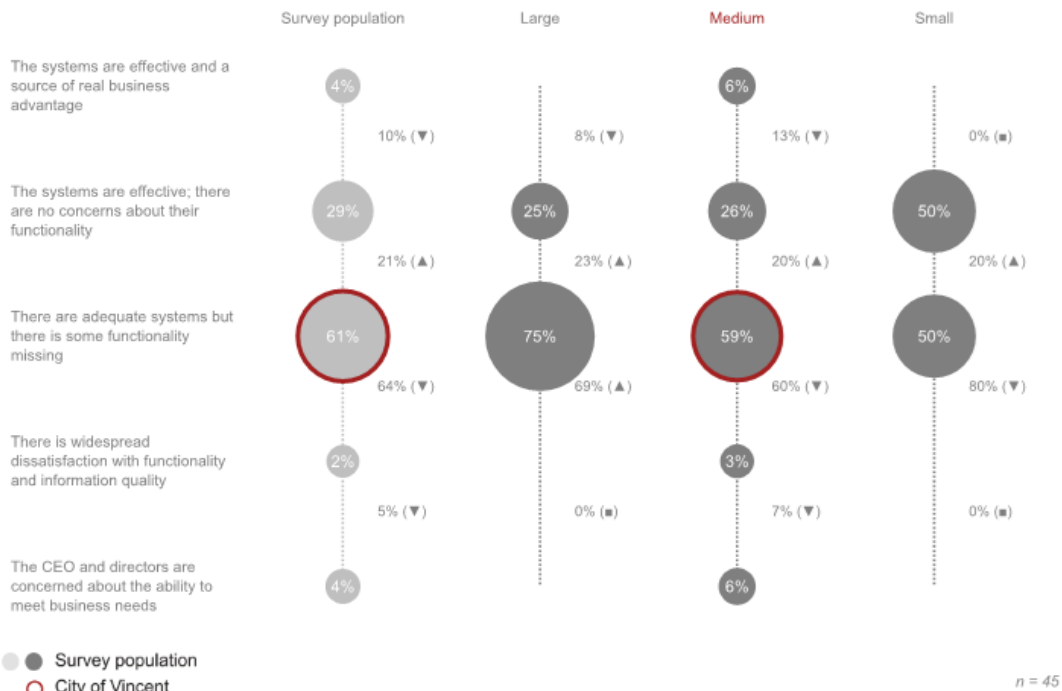 Survey population Large Medium Small
The systems are effective and a
source of real business
advantage
4% 6%
10% (▼) 8% (▼) 13% (▼) 0% (■)
The systems are effective; there
are no concerns about their
functionality
29% 25% 26% 50%
21% (▲) 23% (▲) 20% (▲) 20% (▲)
There are adequate systems but
there is some functionality
missing
61% 75% 59% 50%
64% (▼) 69% (▲) 60% (▼) 80% (▼)
There is widespread
dissatisfaction with functionality
and information quality
2% 3%
5% (▼) 0% (■) 7% (▼) 0% (■)
The CEO and directors are
concerned about the ability to
meet business needs
4% 6%
Survey population
City of Vincent
n = 45